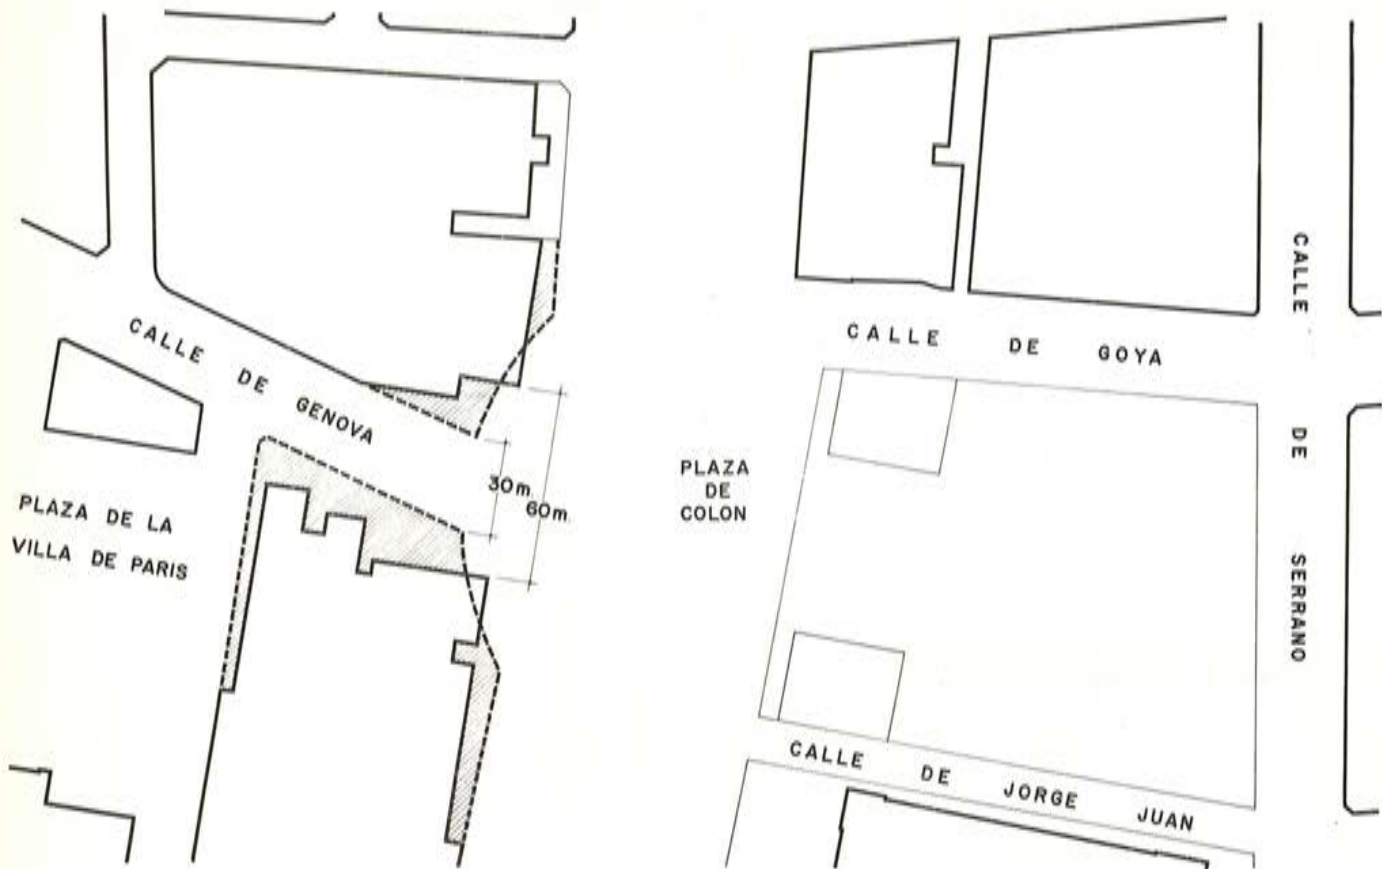 CALLE DE GENOVA
30m.
60m.
PLAZA DE LA
VILLA DE PARIS
PLAZA
DE
COLON
CALLE DE GOYA
CALLE DE SERRANO
CALLE DE JORGE JUAN